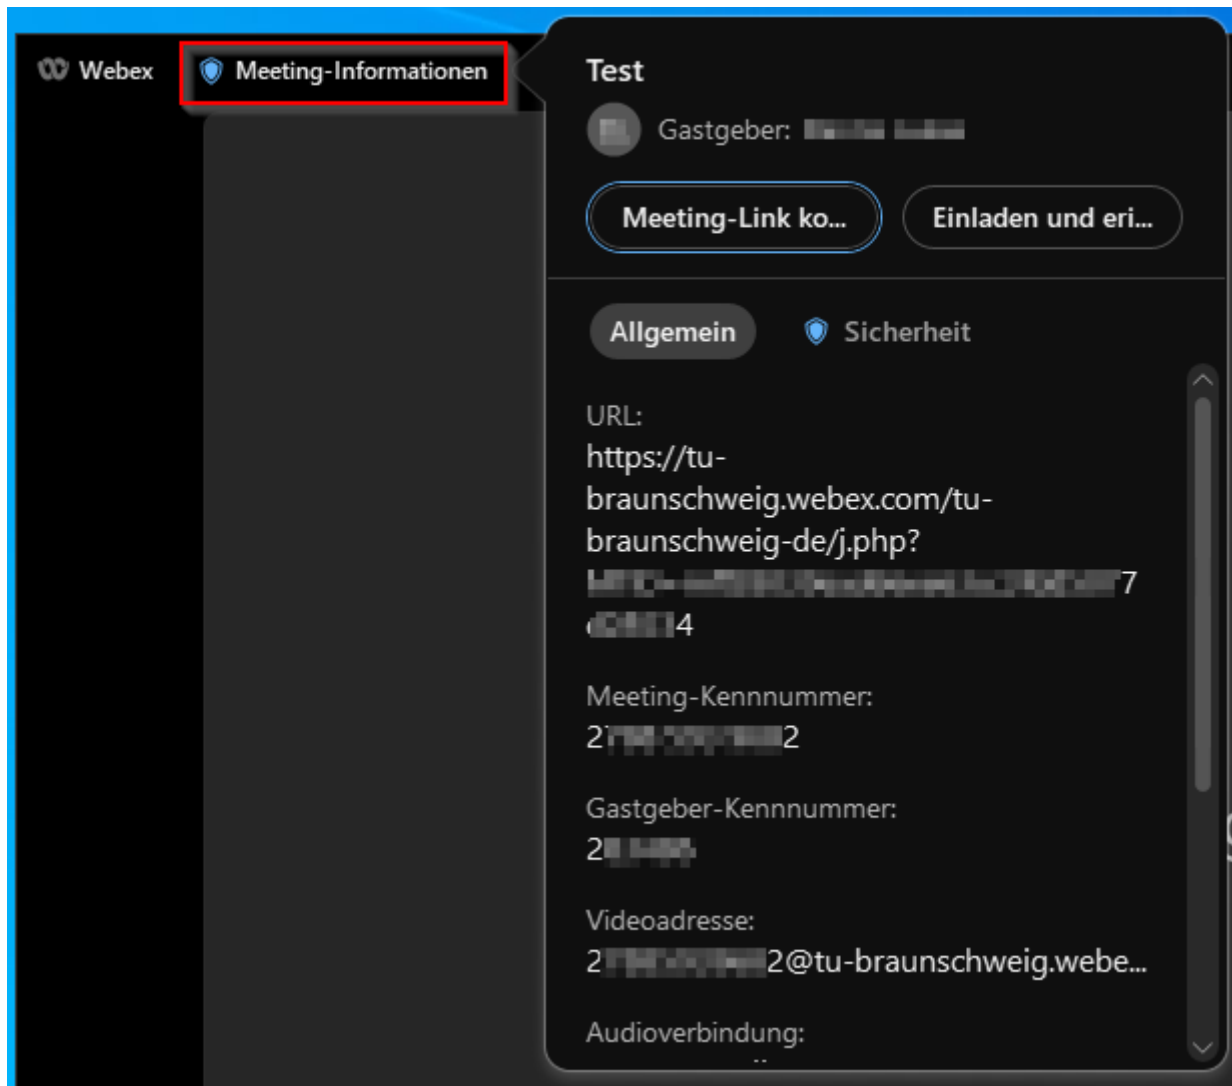 Webex
Meeting-Informationen
Test
Gastgeber:
Meeting-Link ko...
Einladen und eri...
Allgemein
Sicherheit
URL:
https://tu-
braunschweig.webex.com/tu-
braunschweig-de/j.php?
7
4
Meeting-Kennnummer:
2 2
Gastgeber-Kennnummer:
2
Videoadresse:
2 2@tu-braunschweig.webe...
Audioverbindung: